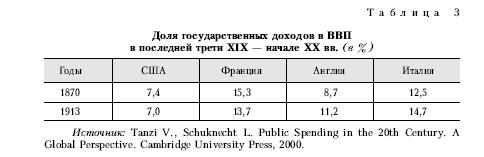 Таблица 3
Доля государственных доходов в ВВП
в последней трети XIX — начале XX вв. (в %)
Годы США Франция Англия Италия
1870 7,4 15,3 8,7 12,5
1913 7,0 13,7 11,2 14,7
Источник: Tanzi V., Schuknecht L. Public Spending in the 20th Century. A
Global Perspective. Cambridge University Press, 2000.